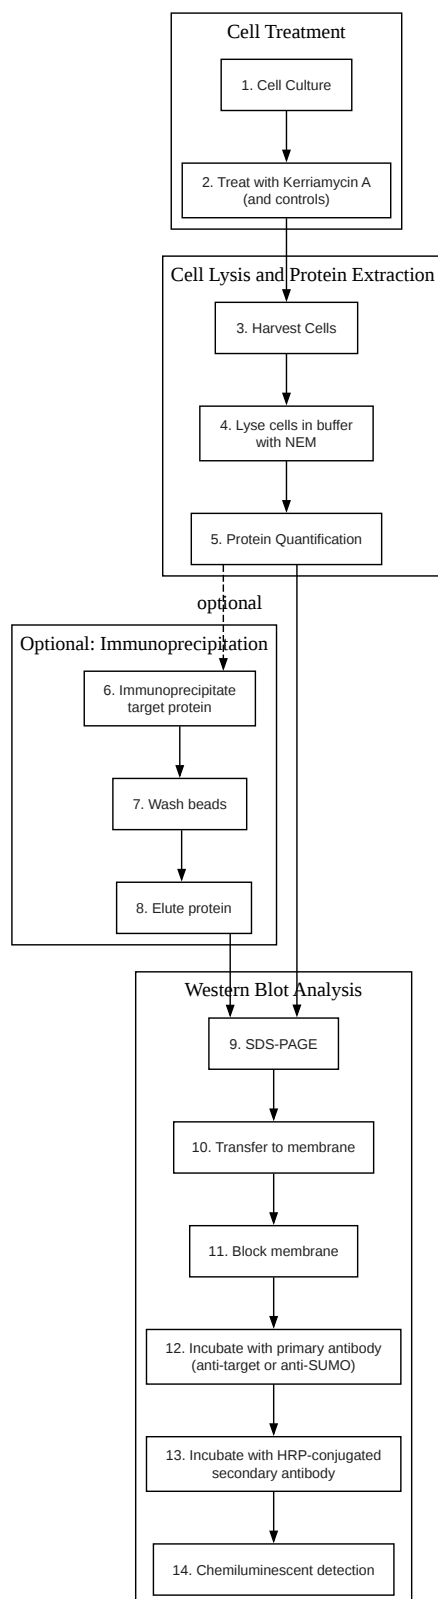 Cell Treatment
1. Cell Culture
2. Treat with Kerriamycin A
(and controls)
Cell Lysis and Protein Extraction
3. Harvest Cells
4. Lyse cells in buffer
with NEM
5. Protein Quantification
optional
Optional: Immunoprecipitation
6. Immunoprecipitate
target protein
7. Wash beads
8. Elute protein
Western Blot Analysis
9. SDS-PAGE
10. Transfer to membrane
11. Block membrane
12. Incubate with primary antibody
(anti-target or anti-SUMO)
13. Incubate with HRP-conjugated
secondary antibody
14. Chemiluminescent detection